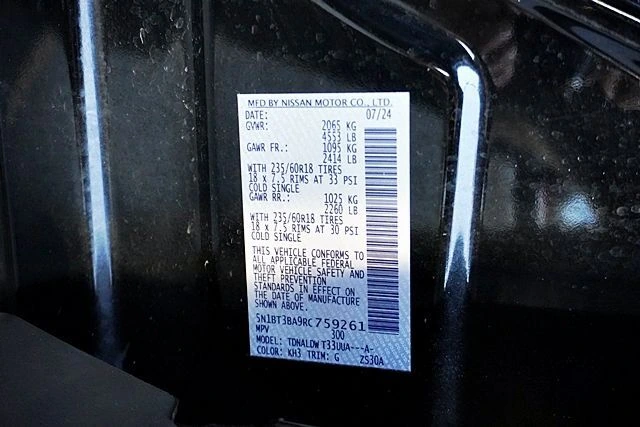 MFD BY NISSAN MOTOR CO., LTD.
DATE: 07/24
GVWR: 2065 KG
4553 LB
GAWR FR.: 1095 KG
2414 LB
WITH 235/60R18 TIRES
18 x 7.5 RIMS AT 33 PSI
COLD SINGLE
GAWR RR.: 1025 KG
2260 LB
WITH 235/60R18 TIRES
18 x 7.5 RIMS AT 30 PSI
COLD SINGLE
THIS VEHICLE CONFORMS TO
ALL APPLICABLE FEDERAL
MOTOR VEHICLE SAFETY AND
THEFT PREVENTION
STANDARDS IN EFFECT ON
THE DATE OF MANUFACTURE
SHOWN ABOVE.
5N1BT3BA9RC759261
MPV 300
MODEL: TDNALDW T33UUA---A-
COLOR: KH3 TRIM: G ZS30A